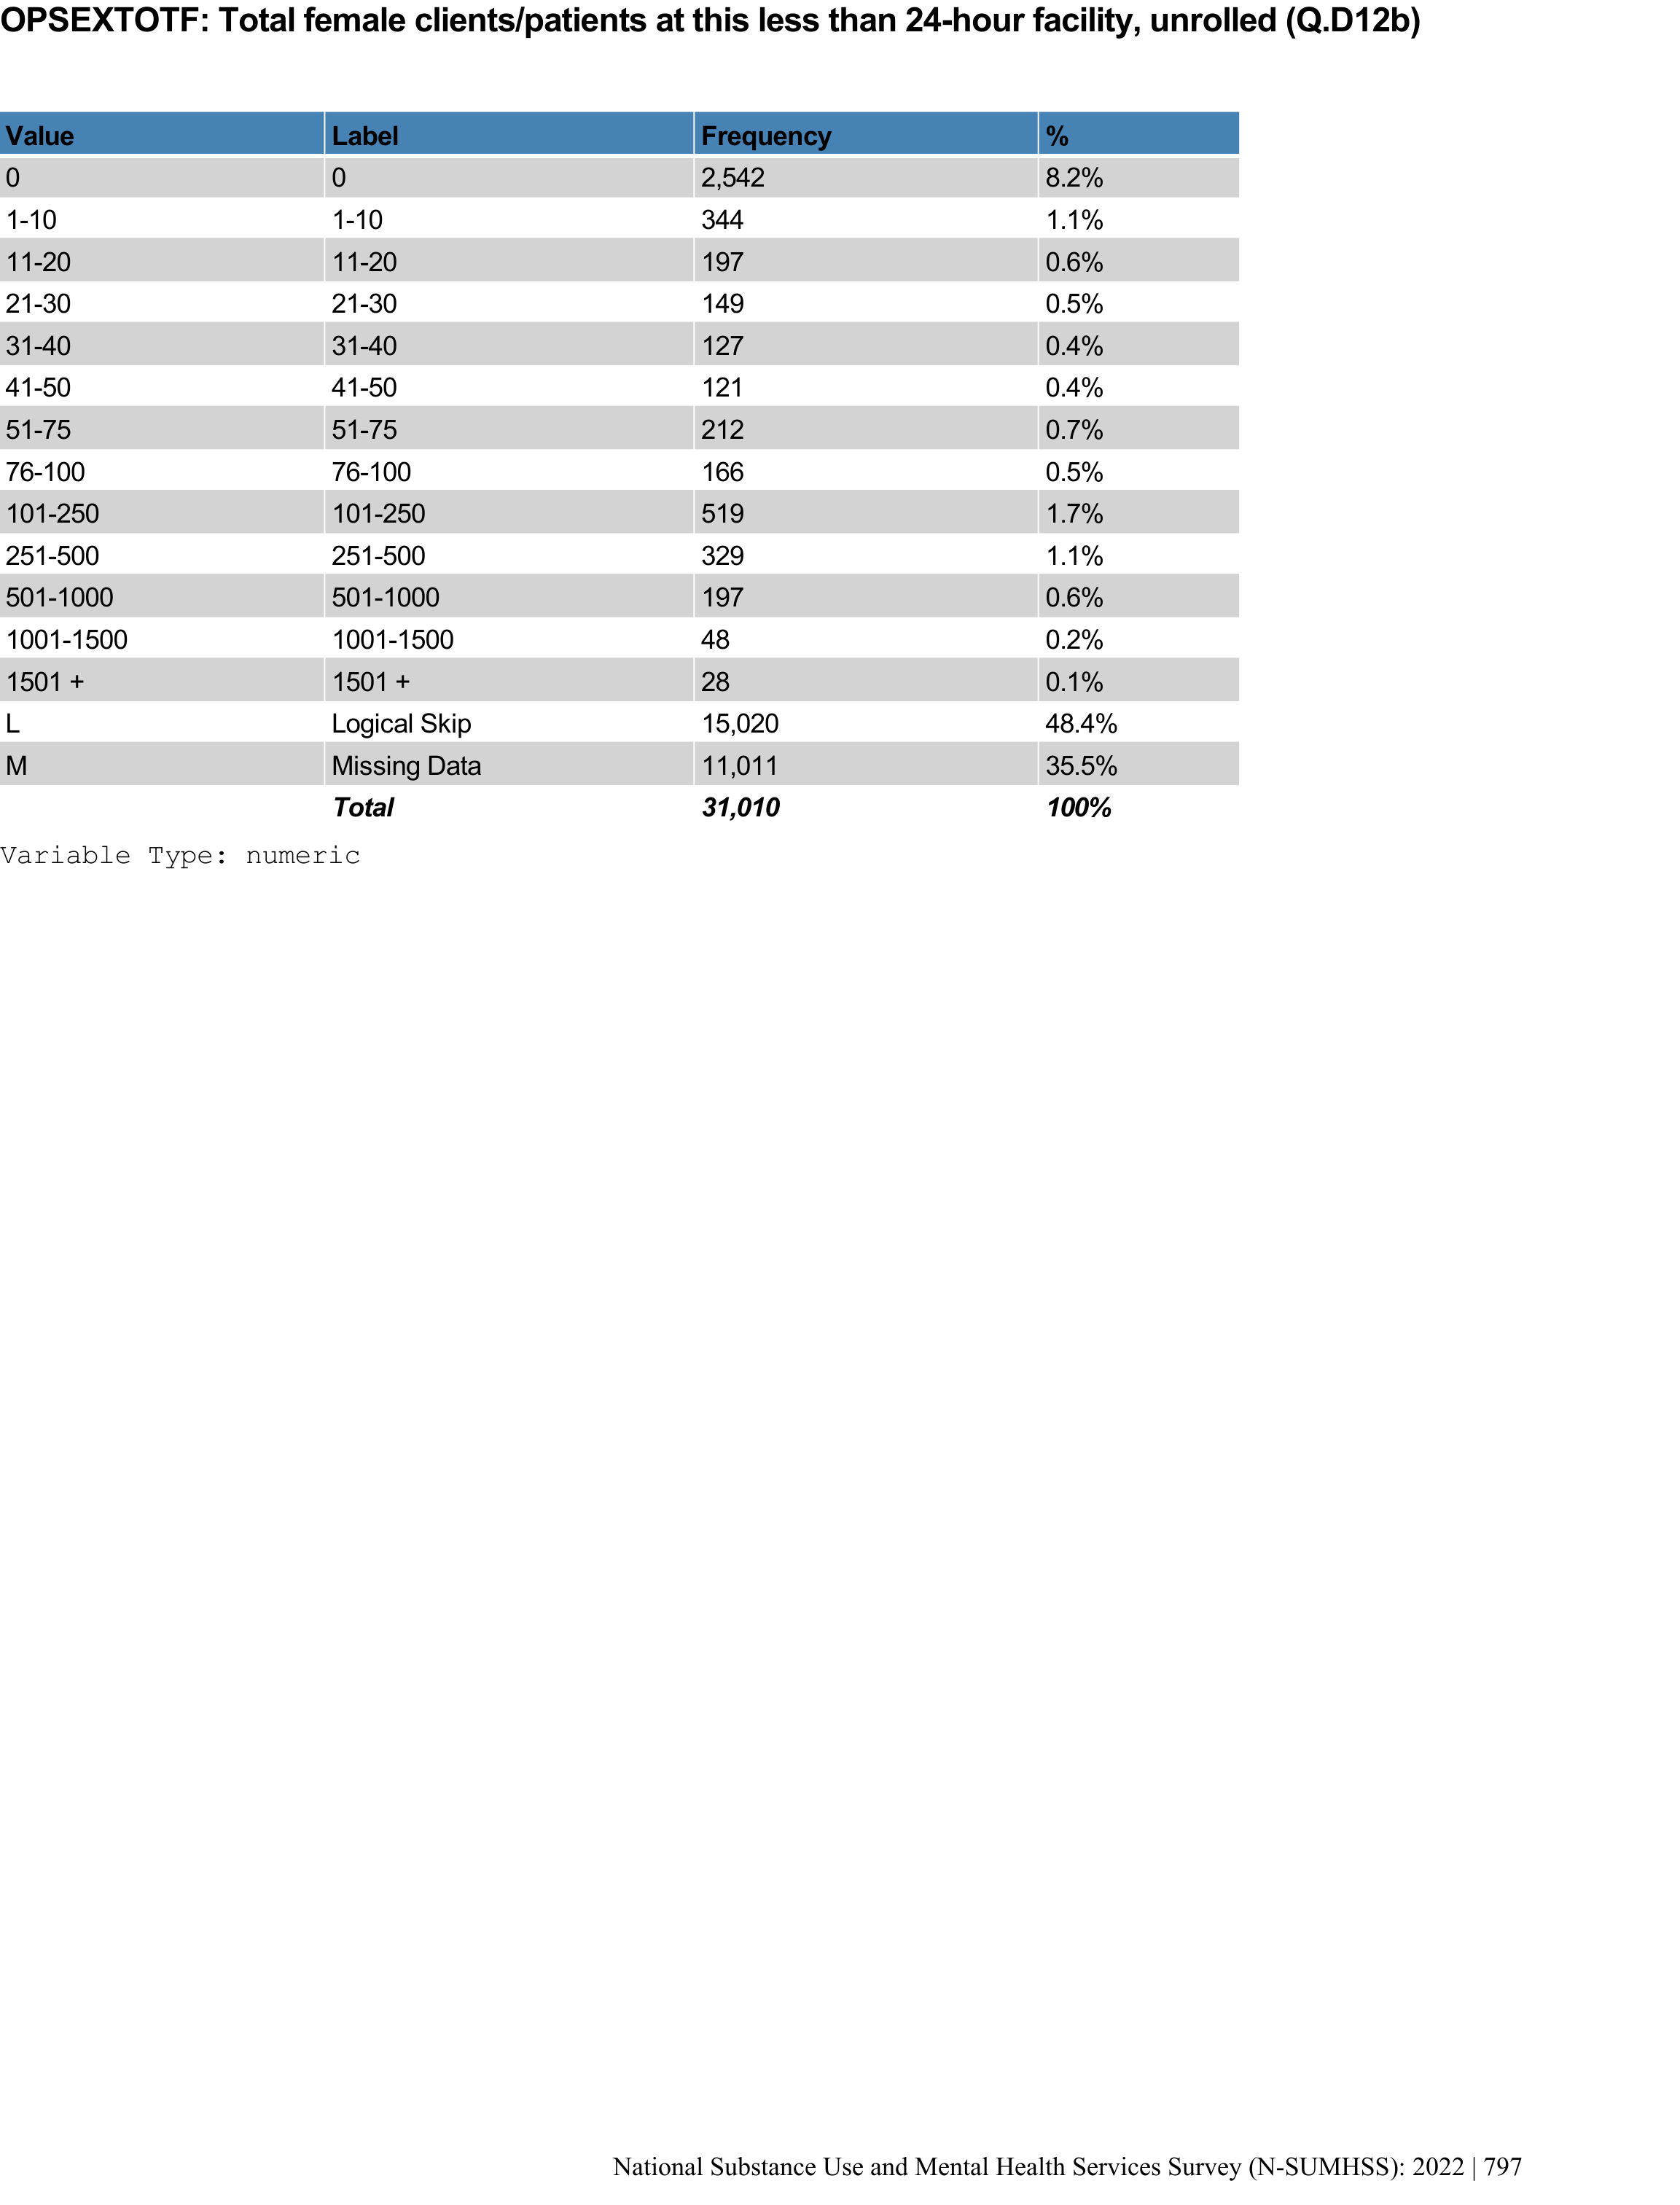 OPSEXTOTF: Total female clients/patients at this less than 24-hour facility, unrolled (Q.D12b)
Value Label Frequency %
0 0 2,542 8.2%
1-10 1-10 344 1.1%
11-20 11-20 197 0.6%
21-30 21-30 149 0.5%
31-40 31-40 127 0.4%
41-50 41-50 121 0.4%
51-75 51-75 212 0.7%
76-100 76-100 166 0.5%
101-250 101-250 519 1.7%
251-500 251-500 329 1.1%
501-1000 501-1000 197 0.6%
1001-1500 1001-1500 48 0.2%
1501 + 1501 + 28 0.1%
L Logical Skip 15,020 48.4%
M Missing Data 11,011 35.5%
Total 31,010 100%
Variable Type: numeric
National Substance Use and Mental Health Services Survey (N-SUMHSS): 2022 | 797